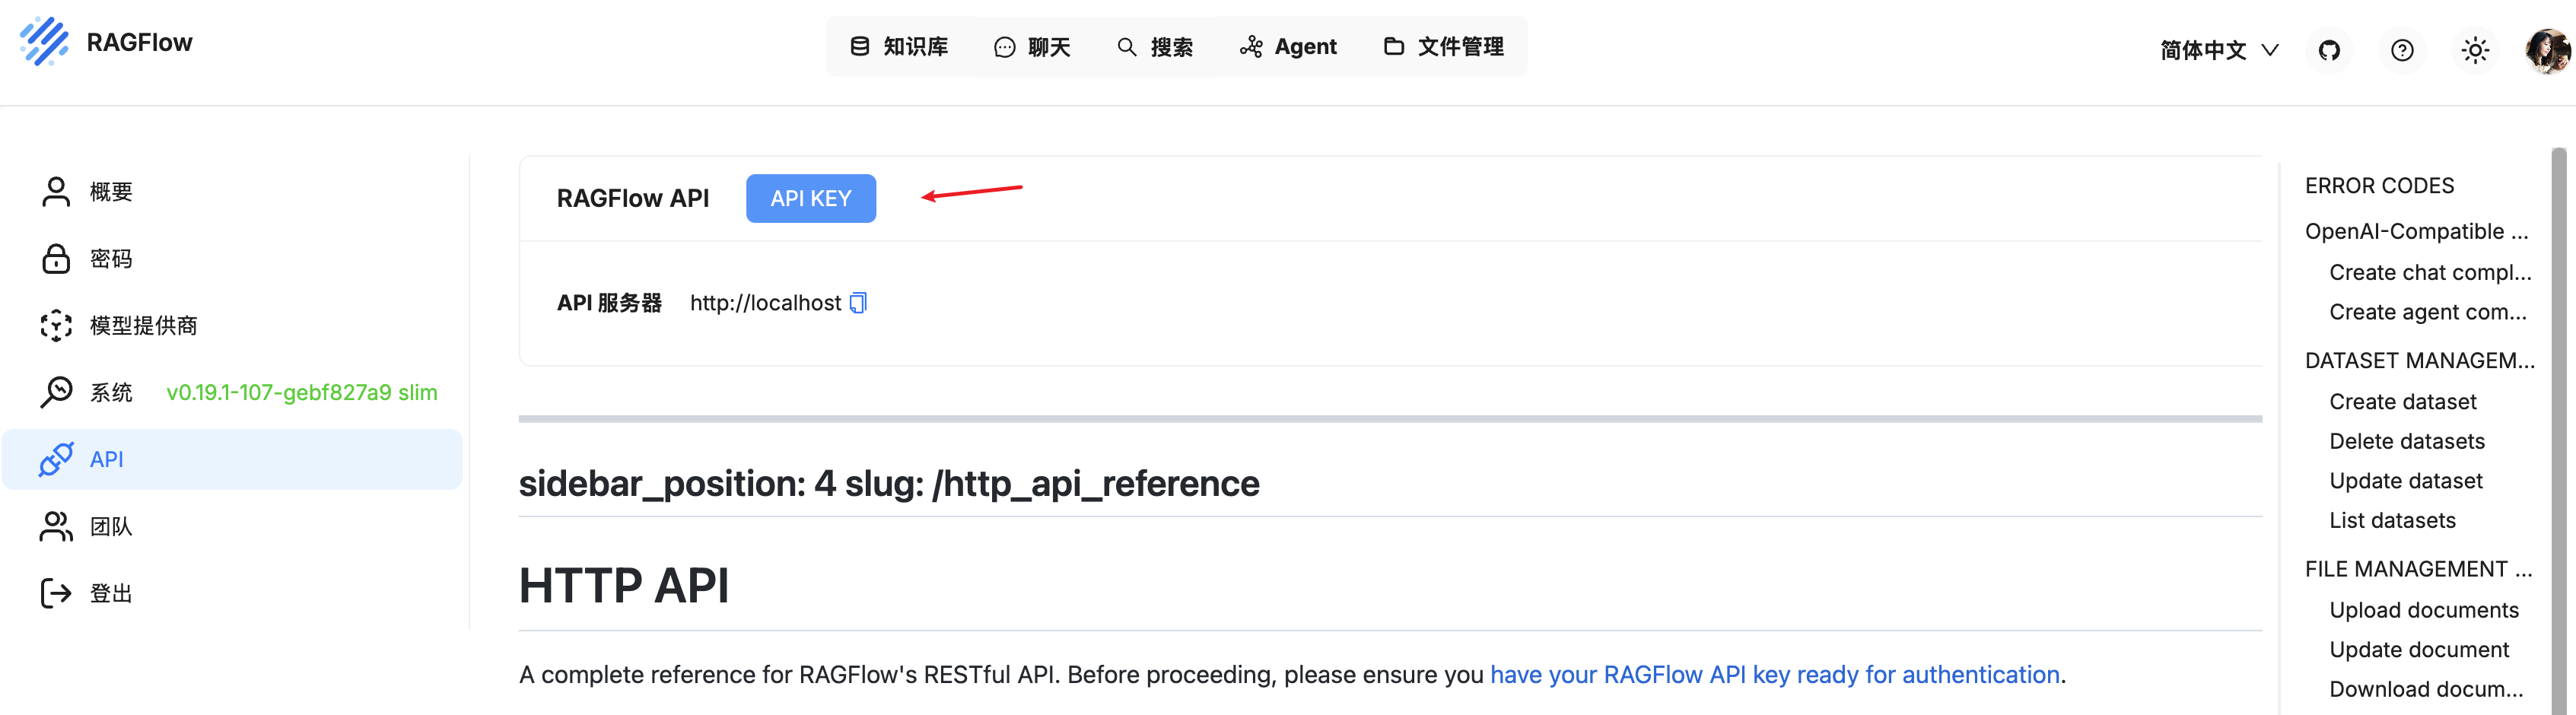 RAGFlow
知识库
聊天
搜索
Agent
文件管理
简体中文
概要
密码
模型提供商
系统 v0.19.1-107-gebf827a9 slim
API
团队
登出
RAGFlow API API KEY
API 服务器 http://localhost
sidebar_position: 4 slug: /http_api_reference
HTTP API
A complete reference for RAGFlow's RESTful API. Before proceeding, please ensure you have your RAGFlow API key ready for authentication.
ERROR CODES
OpenAI-Compatible ...
Create chat compl...
Create agent com...
DATASET MANAGEM...
Create dataset
Delete datasets
Update dataset
List datasets
FILE MANAGEMENT ...
Upload documents
Update document
Download docum...